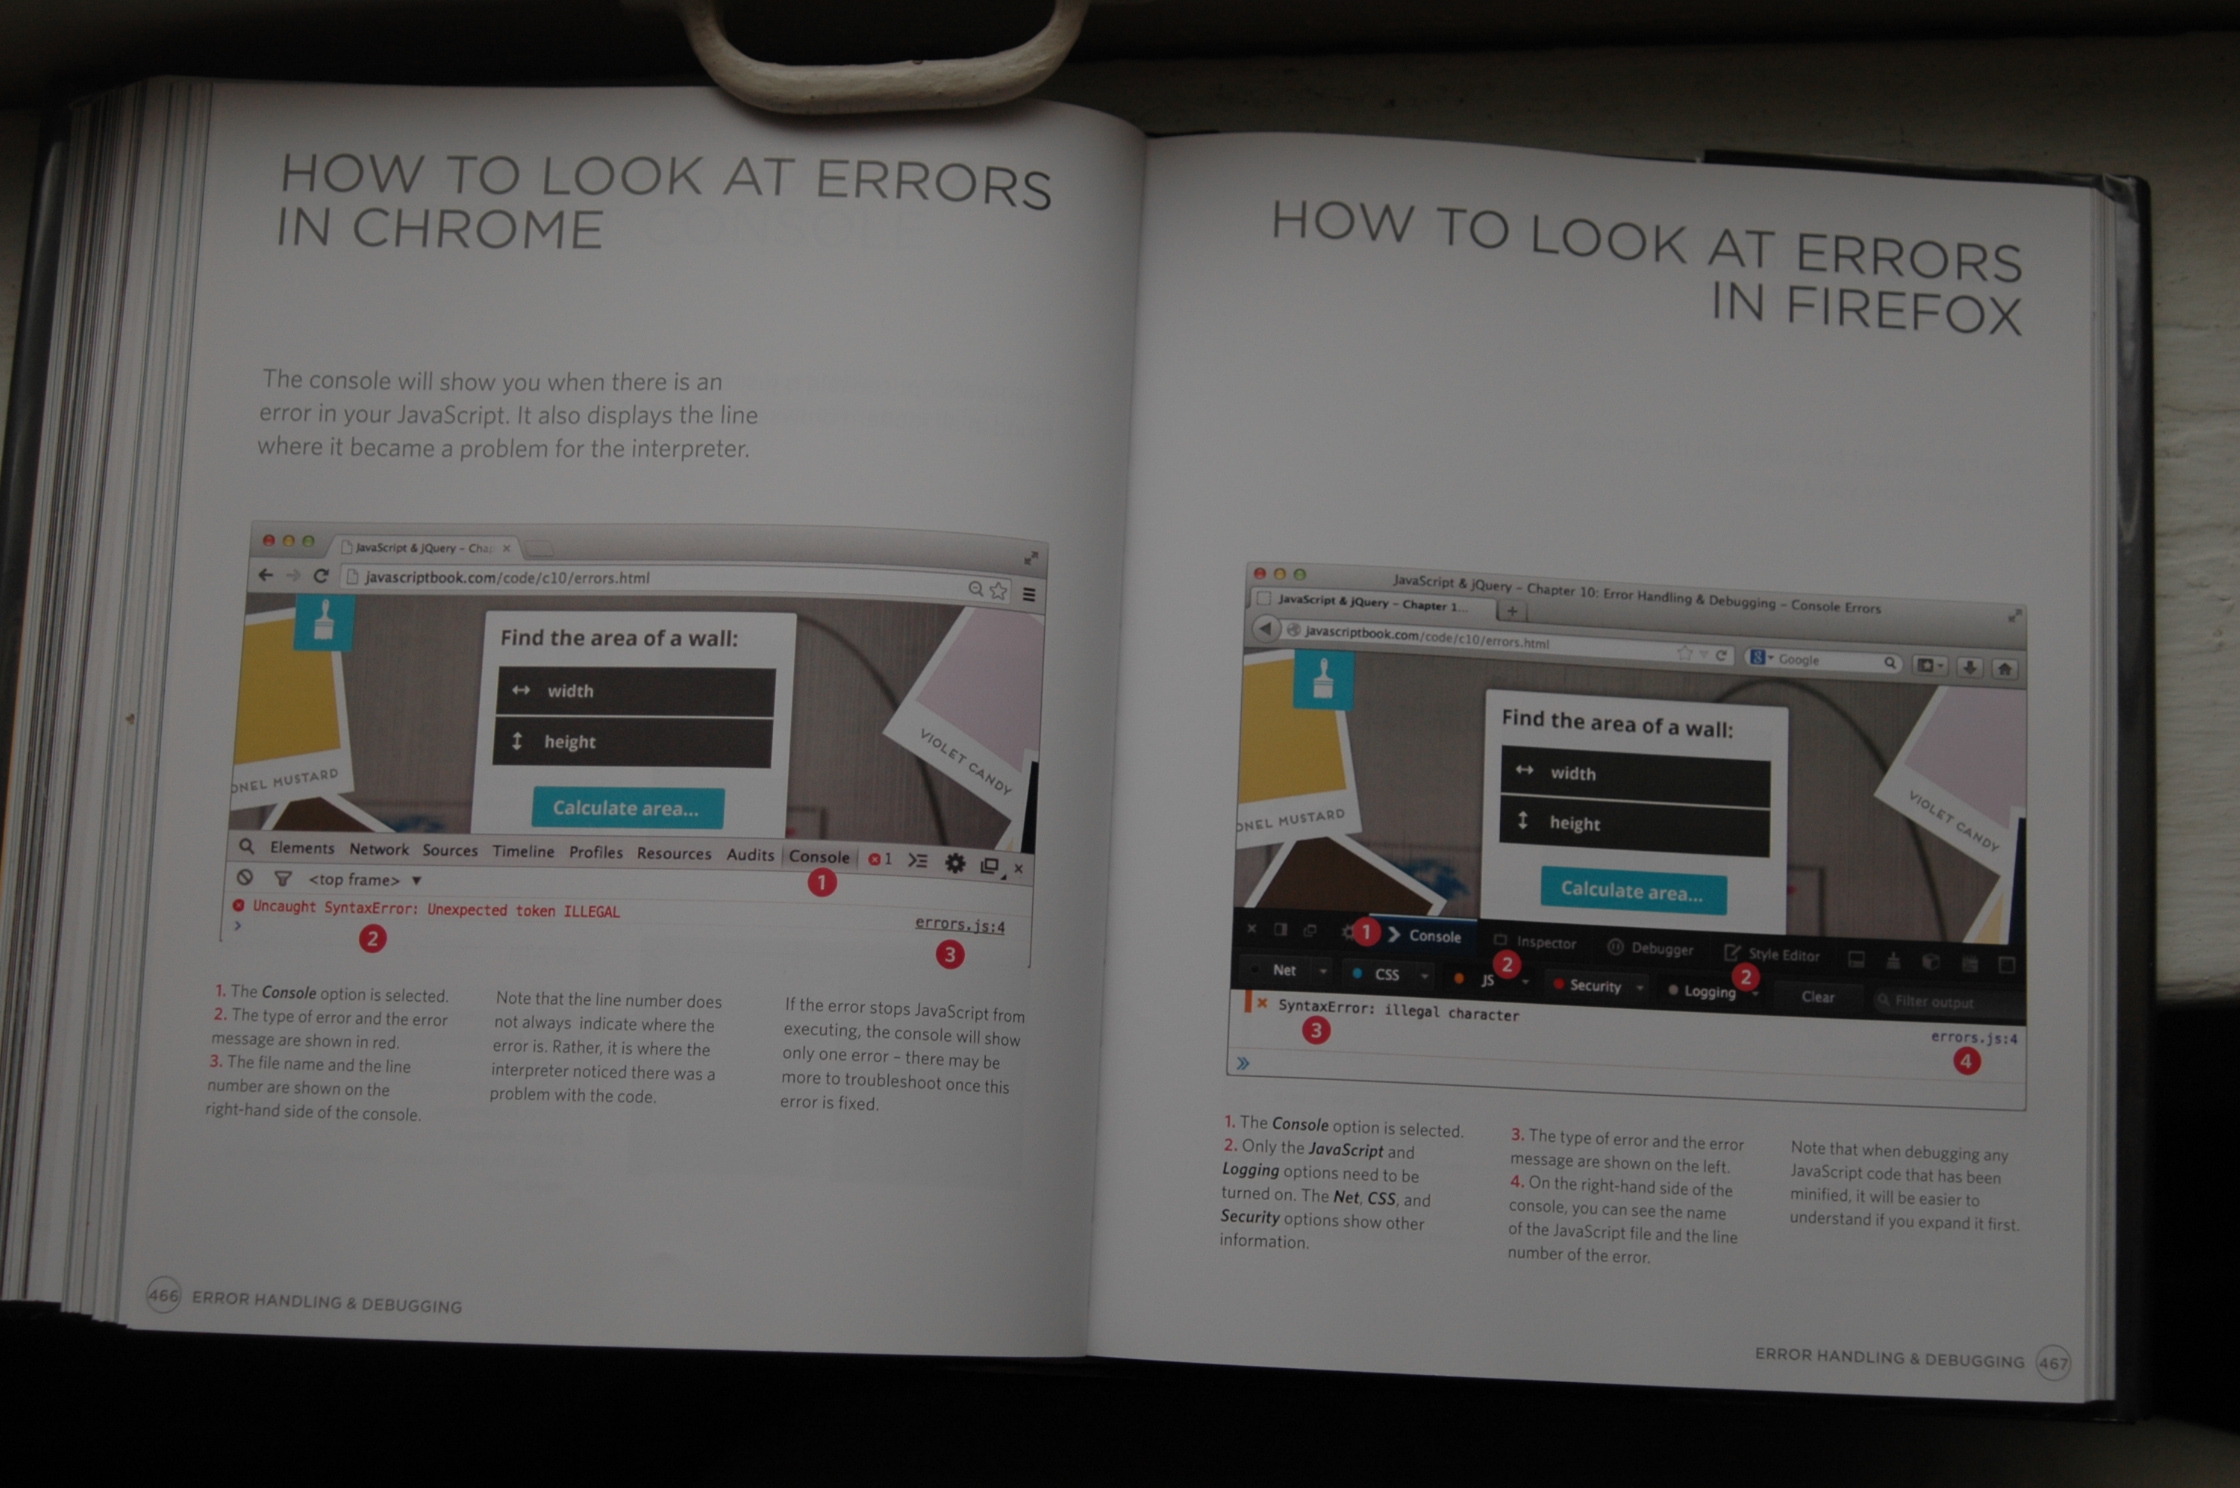 HOW TO LOOK AT ERRORS
IN CHROME
The console will show you when there is an
error in your JavaScript. It also displays the line
where it became a problem for the interpreter.
JavaScript & jQuery – Chap
javascriptbook.com/code/c10/errors.html
Find the area of a wall:
width
height
Calculate area...
ONEL MUSTARD
VIOLET CANDY
Elements Network Sources Timeline Profiles Resources Audits Console 1
1
<top frame> ▼
Uncaught SyntaxError: Unexpected token ILLEGAL
errors.js:4
2
3
1. The Console option is selected.
2. The type of error and the error
message are shown in red.
3. The file name and the line
number are shown on the
right-hand side of the console.
Note that the line number does
not always indicate where the
error is. Rather, it is where the
interpreter noticed there was a
problem with the code.
If the error stops JavaScript from
executing, the console will show
only one error – there may be
more to troubleshoot once this
error is fixed.
466 ERROR HANDLING & DEBUGGING
HOW TO LOOK AT ERRORS
IN FIREFOX
JavaScript & jQuery – Chapter 10: Error Handling & Debugging – Console Errors
JavaScript & jQuery – Chapter 1...
javascriptbook.com/code/c10/errors.html
Google
Find the area of a wall:
width
height
Calculate area...
ONEL MUSTARD
VIOLET CANDY
1 Console Inspector Debugger Style Editor
2
2
Net CSS JS Security Logging Clear Filter output
SyntaxError: illegal character
errors.js:4
3
4
1. The Console option is selected.
2. Only the JavaScript and
Logging options need to be
turned on. The Net, CSS, and
Security options show other
information.
3. The type of error and the error
message are shown on the left.
4. On the right-hand side of the
console, you can see the name
of the JavaScript file and the line
number of the error.
Note that when debugging any
JavaScript code that has been
minified, it will be easier to
understand if you expand it first.
ERROR HANDLING & DEBUGGING 467